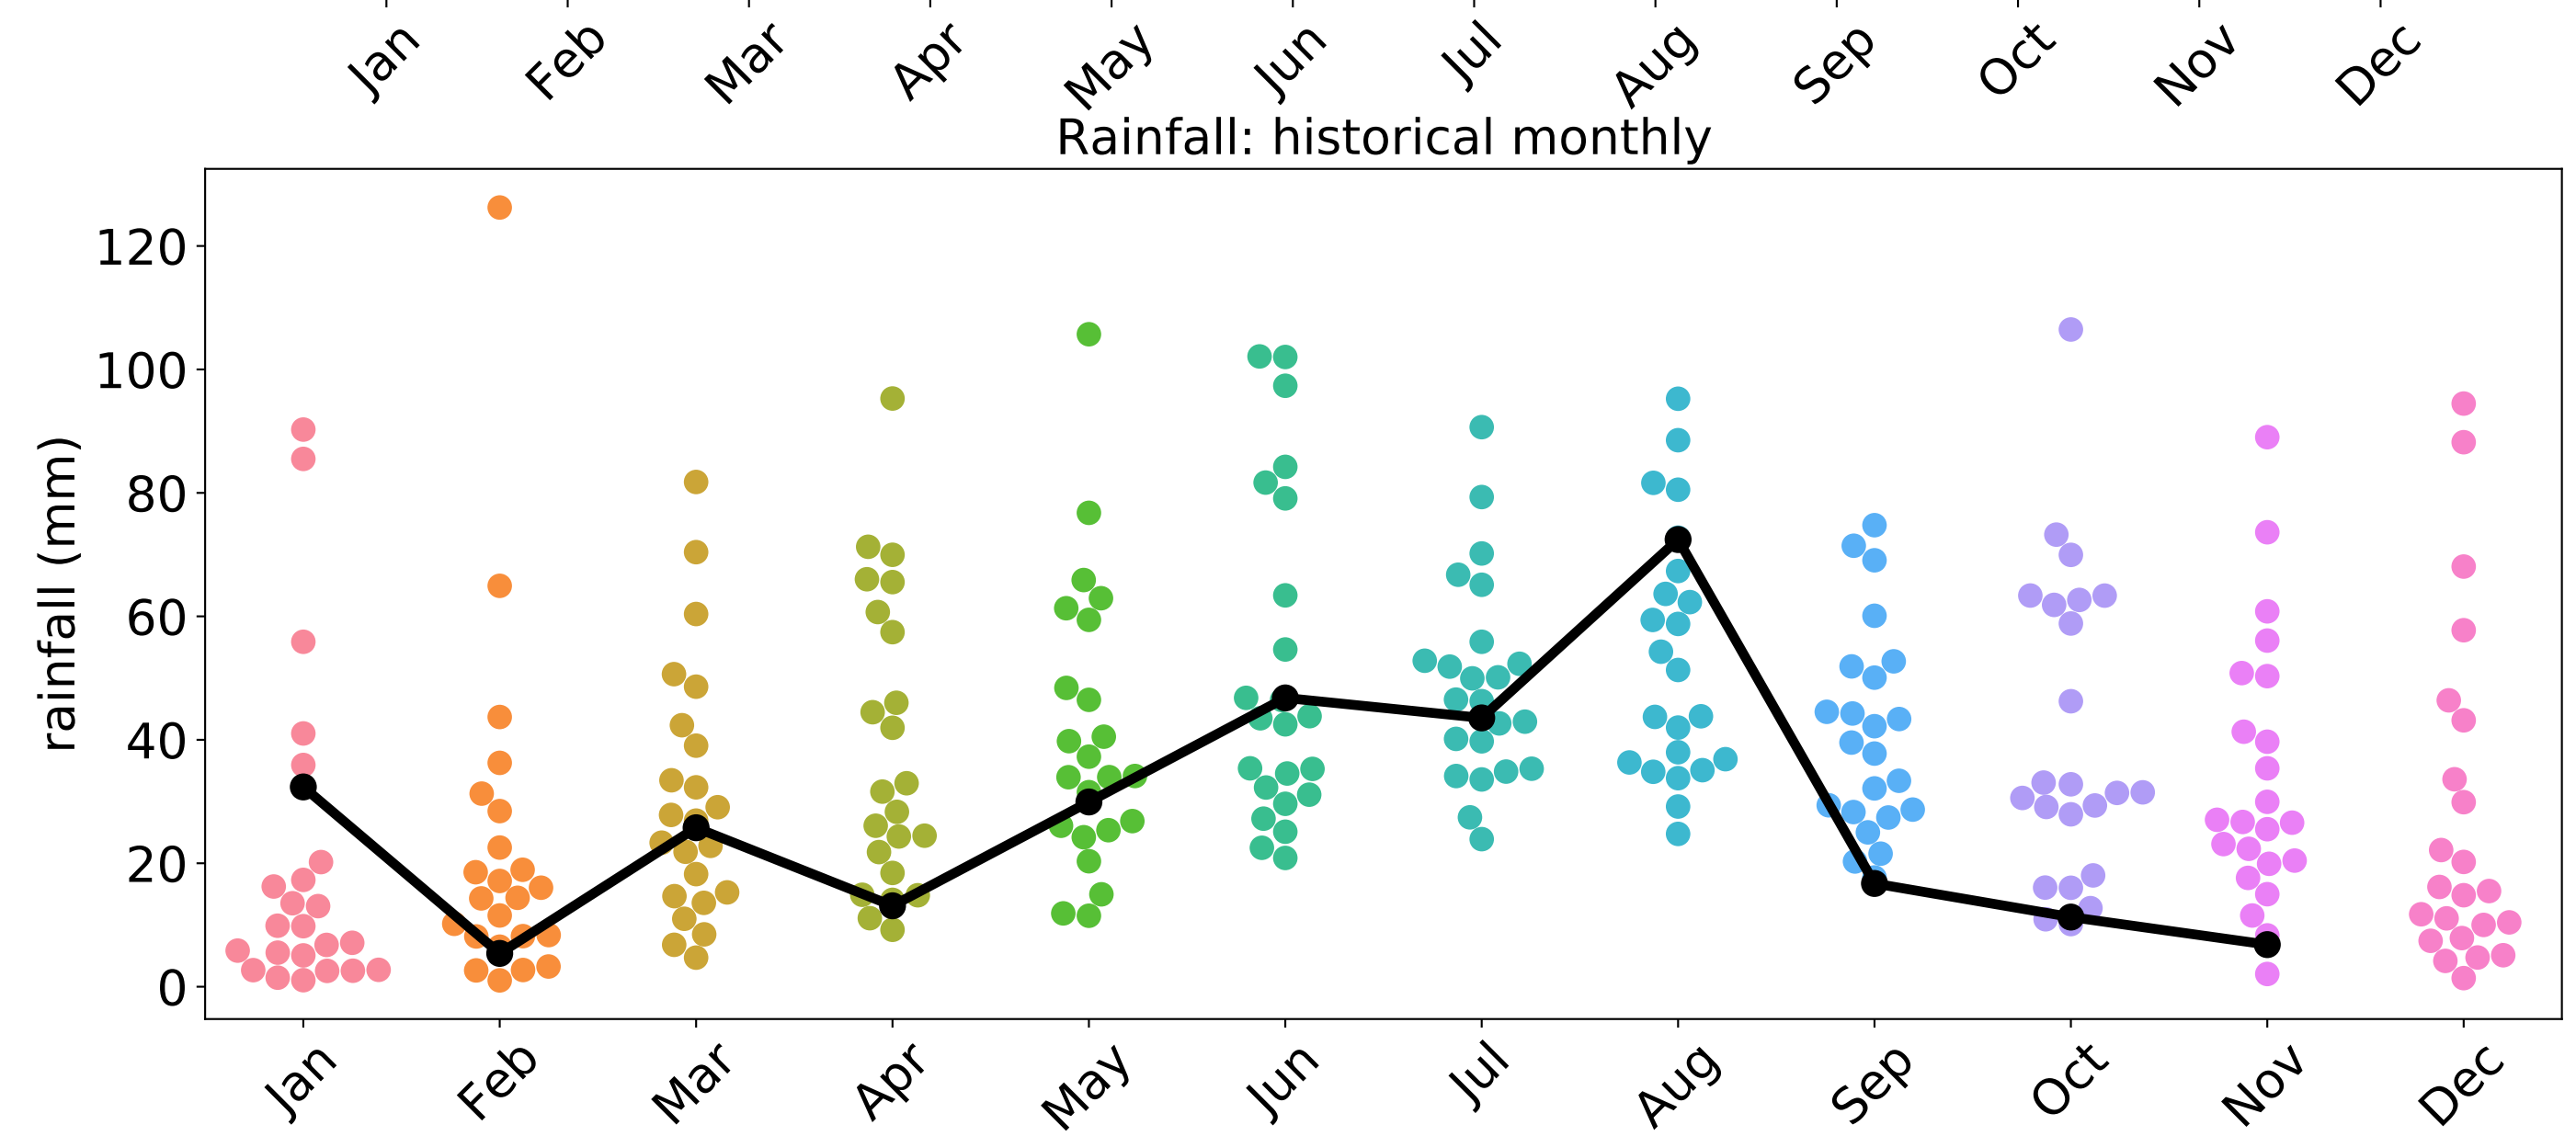 Jan Feb Mar Apr May Jun Jul Aug Sep Oct Nov Dec
Rainfall: historical monthly
rainfall (mm)
120
100
80
60
40
20
0
Jan Feb Mar Apr May Jun Jul Aug Sep Oct Nov Dec